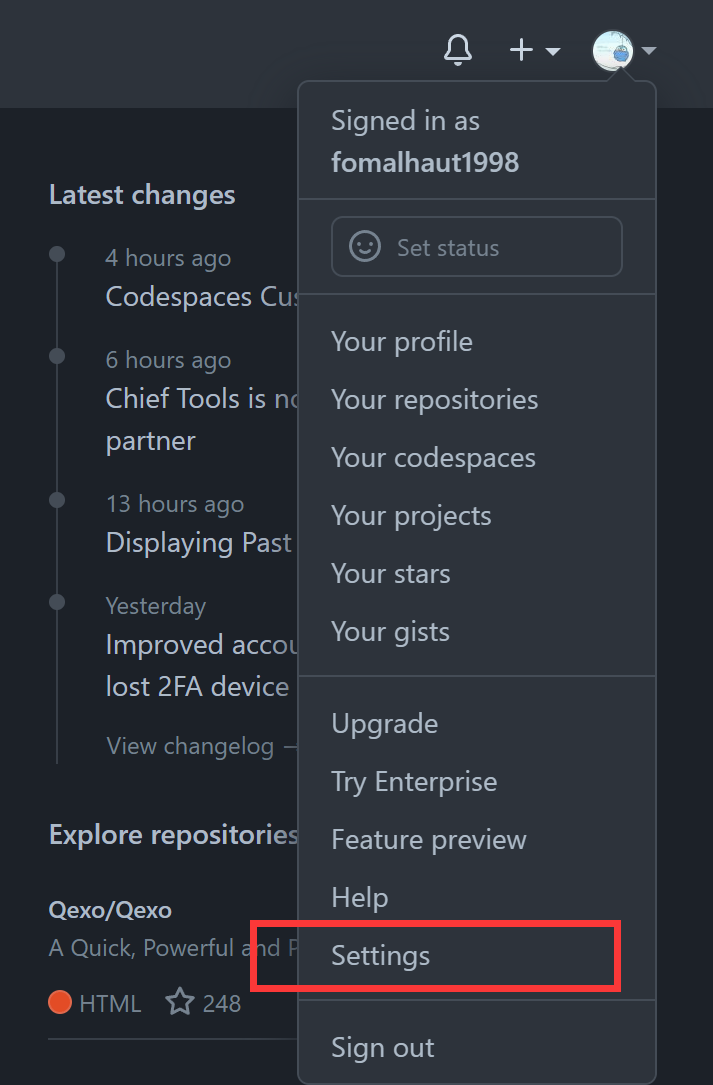 Signed in as
fomalhaut1998
Set status
Your profile
Your repositories
Your codespaces
Your projects
Your stars
Your gists
Upgrade
Try Enterprise
Feature preview
Help
Settings
Sign out
Latest changes
4 hours ago
Codespaces
6 hours ago
Chief Tools is
partner
13 hours ago
Displaying Past
Yesterday
Improved
lost 2FA device
View changelog
Explore repositories
Qexo/Qexo
A Quick, Powerful and
HTML 248